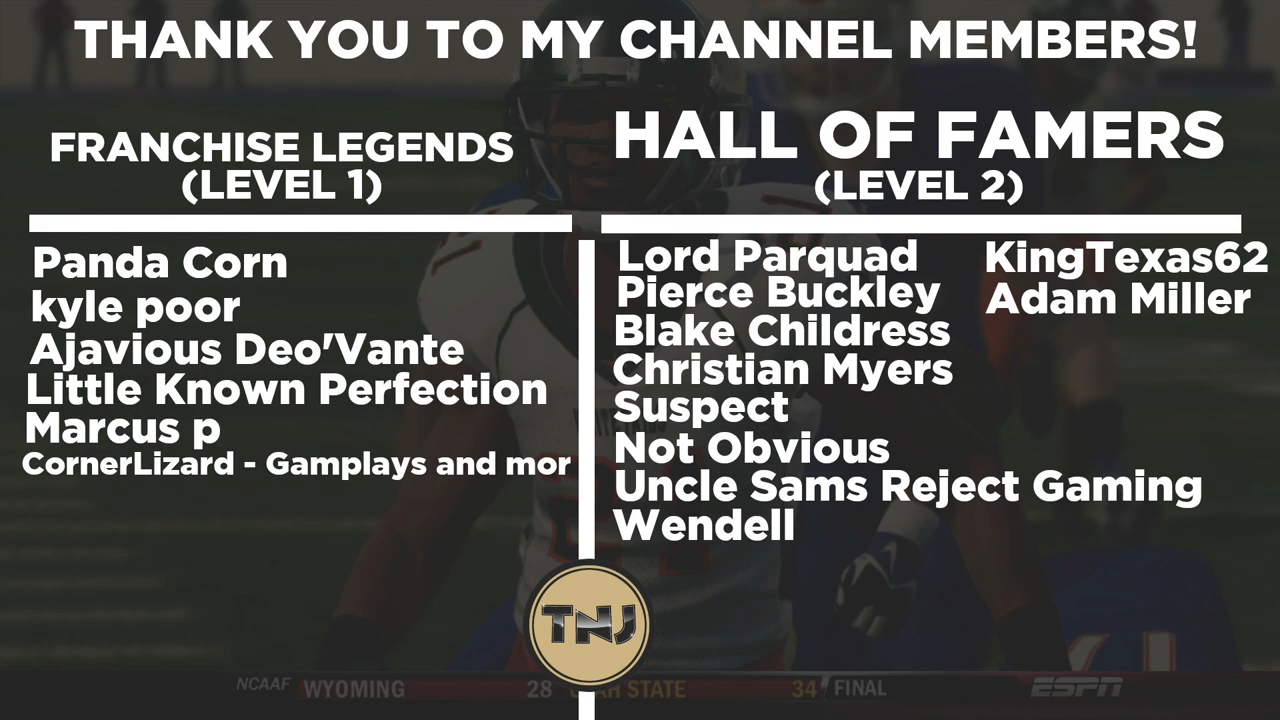 THANK YOU TO MY CHANNEL MEMBERS!
FRANCHISE LEGENDS
(LEVEL 1)
Panda Corn
kyle poor
Ajavious Deo'Vante
Little Known Perfection
Marcus p
CornerLizard - Gamplays and mor
HALL OF FAMERS
(LEVEL 2)
Lord Parquad
Pierce Buckley
Blake Childress
Christian Myers
Suspect
Not Obvious
Uncle Sams Reject Gaming
Wendell
KingTexas62
Adam Miller
TNJ
NCAAF WYOMING 28 UTAH STATE 34 FINAL ESPN